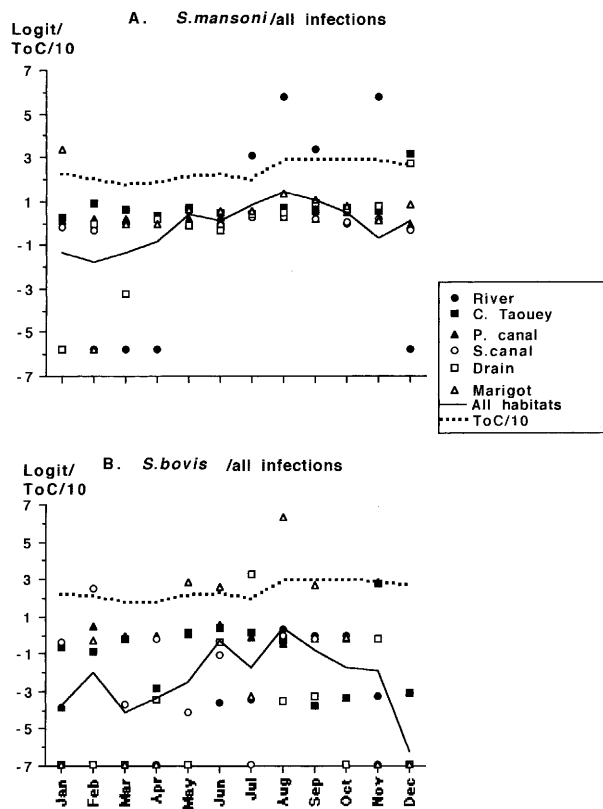 A. S.mansoni/all infections
Logit/
ToC/10
7
5
3
1
-1
-3
-5
-7
River
C. Taouey
P. canal
S.canal
Drain
Marigot
All habitats
ToC/10
B. S.bovis /all infections
Logit/
ToC/10
7
5
3
1
-1
-3
-5
-7
Jan
Feb
Mar
Apr
May
Jun
Jul
Aug
Sep
Oct
Nov
Dec